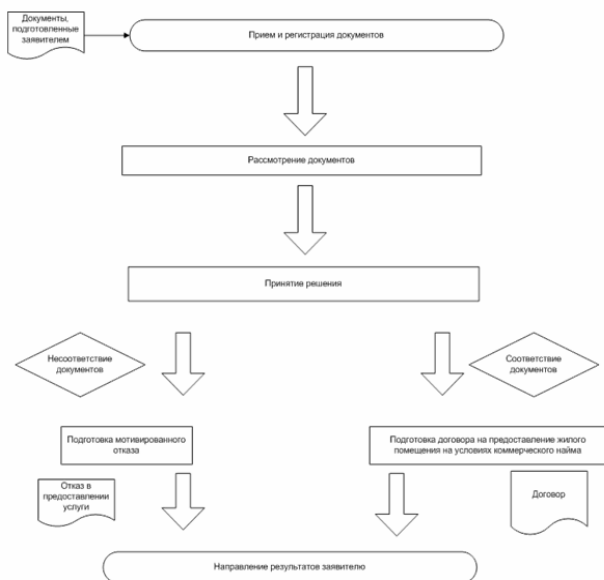 Документы,
подготовленные
заявителем
Прием и регистрация документов
Рассмотрение документов
Принятие решения
Несоответствие
документов
Соответствие
документов
Подготовка мотивированного
отказа
Подготовка договора на предоставление жилого
помещения на условиях коммерческого найма
Отказ в
предоставлении
услуги
Договор
Направление результатов заявителю